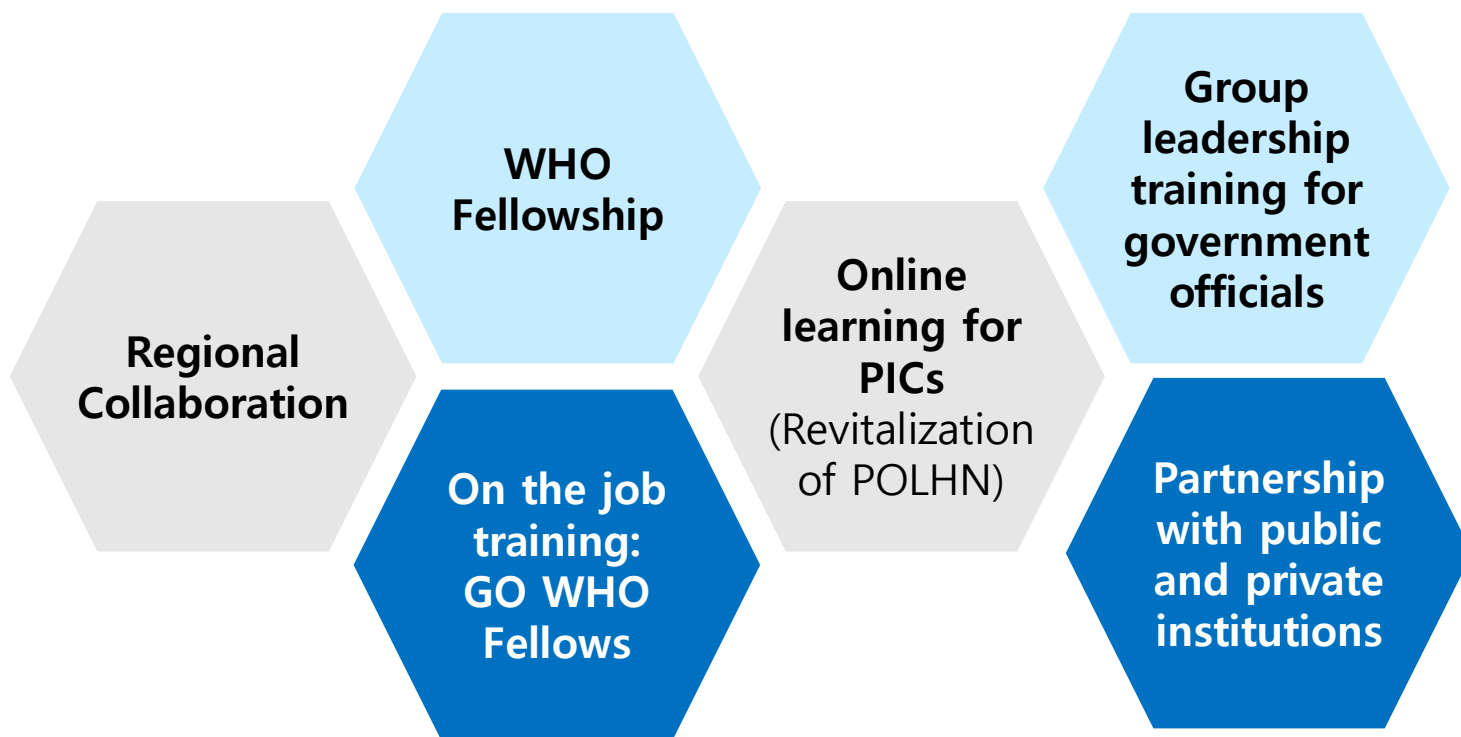 Regional
Collaboration
WHO
Fellowship
On the job
training:
GO WHO
Fellows
Online
learning for
PICs
(Revitalization
of POLHN)
Group
leadership
training for
government
officials
Partnership
with public
and private
institutions